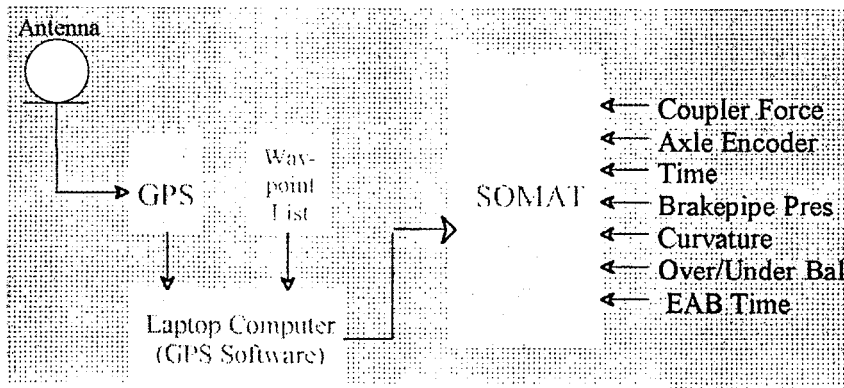 Antenna
GPS
Way-
point
List
Laptop Computer
(GPS Software)
SOMAT
Coupler Force
Axle Encoder
Time
Brakepipe Pres
Curvature
Over/Under Bal
EAB Time